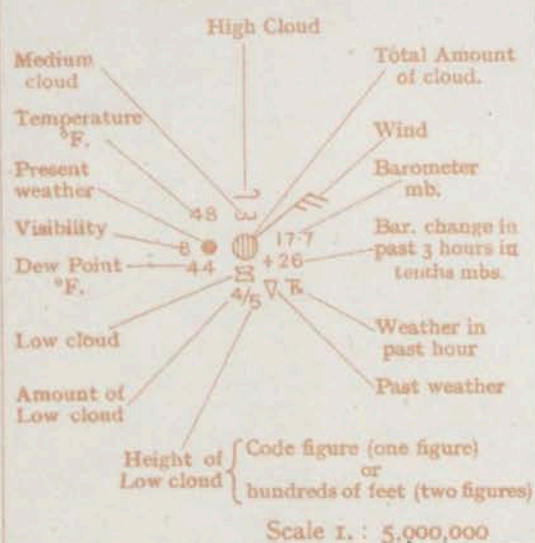 High Cloud
Medium
cloud
Total Amount
of cloud.
Temperature
°F.
Wind
Present
weather
Barometer
mb.
48
Visibility
8
17·7
Bar. change in
past 3 hours in
tenths mbs.
Dew Point
°F.
44
+26
4/5
Low cloud
Weather in
past hour
Amount of
Low cloud
Past weather
Height of
Low cloud
Code figure (one figure)
or
hundreds of feet (two figures)
Scale 1. : 5,000,000